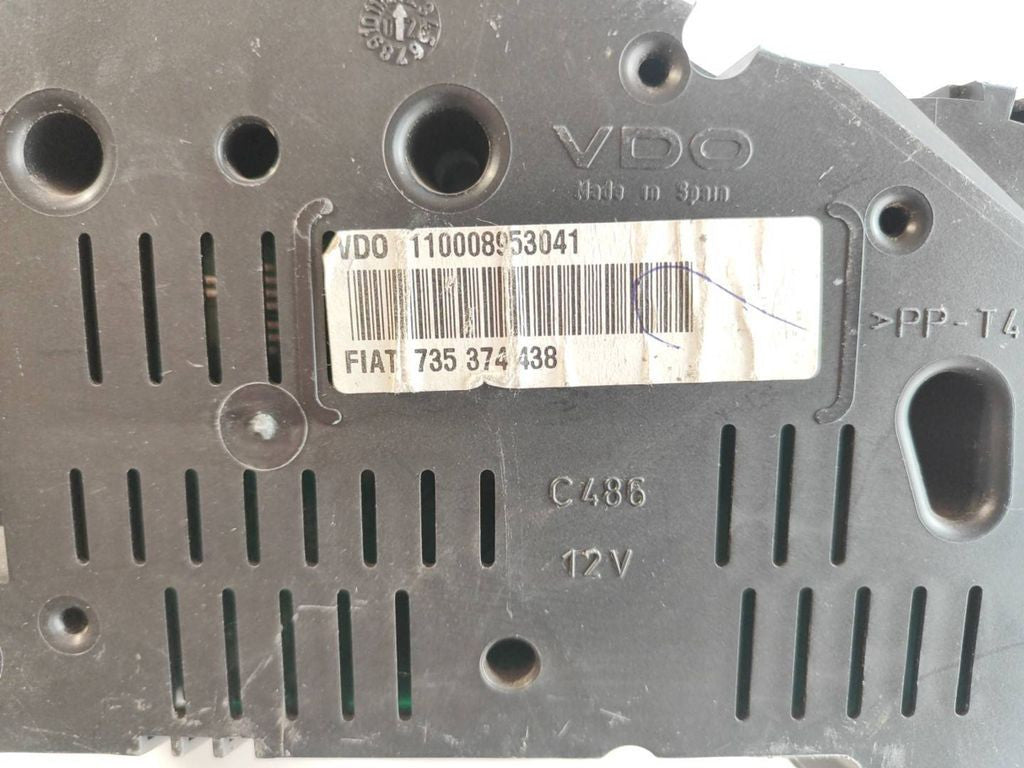 VDO
Made in Spain
VDO 110008953041
FIAT 735 374 438
>PP-T4
C486
12V